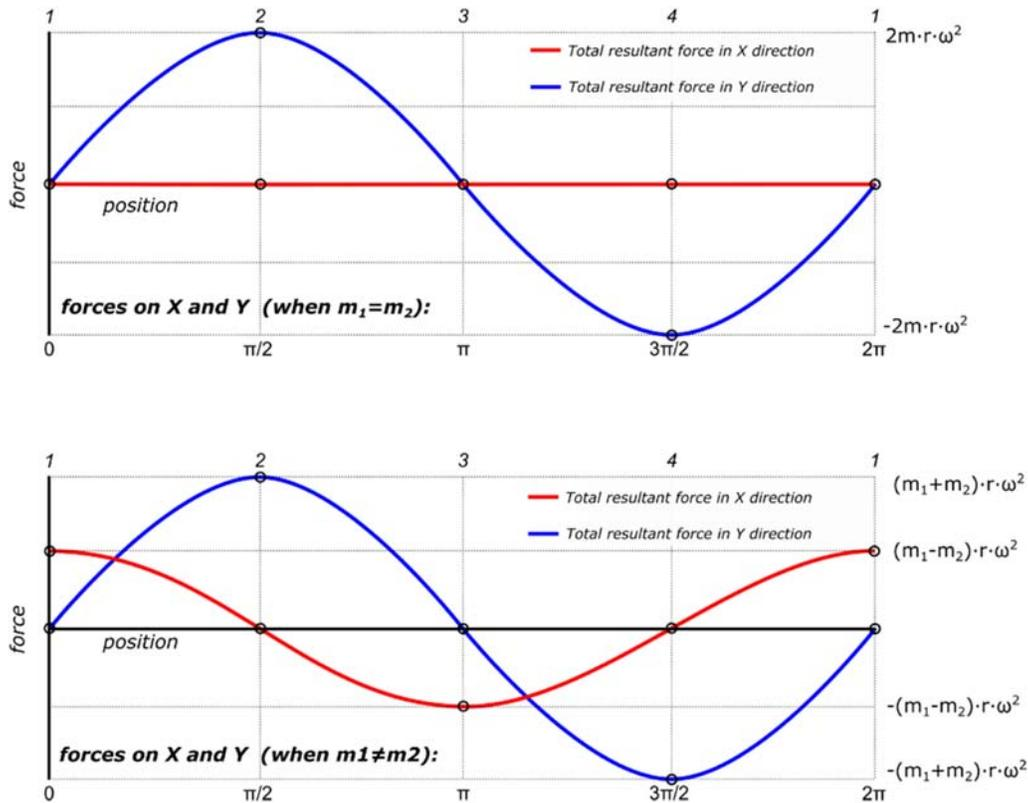 1 2 3 4 1
2m·r·ω²
Total resultant force in X direction
Total resultant force in Y direction
force
position
forces on X and Y (when m₁=m₂):
-2m·r·ω²
0 π/2 π 3π/2 2π
1 2 3 4 1
(m₁+m₂)·r·ω²
Total resultant force in X direction
Total resultant force in Y direction
(m₁-m₂)·r·ω²
force
position
-(m₁-m₂)·r·ω²
forces on X and Y (when m1≠m2):
-(m₁+m₂)·r·ω²
0 π/2 π 3π/2 2π